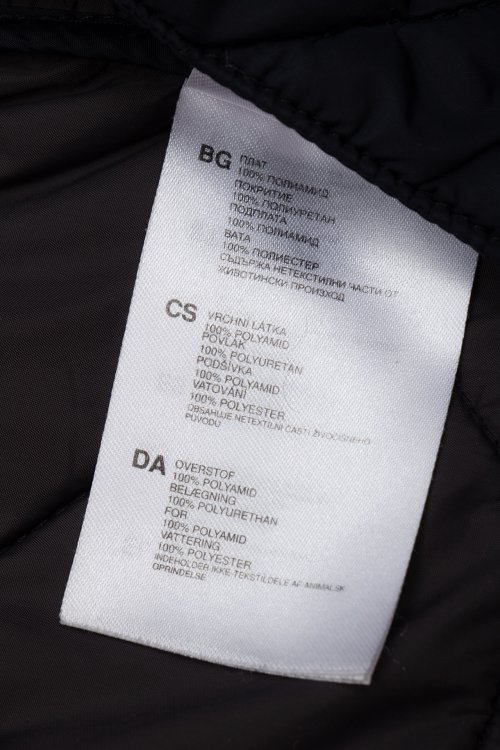 BG ПЛАТ
100% ПОЛИАМИД
ПОКРИТИЕ
100% ПОЛИУРЕТАН
ПОДПЛАТА
100% ПОЛИАМИД
ВАТА
100% ПОЛИЕСТЕР
СЪДЪРЖА НЕТЕКСТИЛНИ ЧАСТИ ОТ
ЖИВОТИНСКИ ПРОИЗХОД
CS VRCHNÍ LÁTKA
100% POLYAMID
POVLAK
100% POLYURETAN
PODŠÍVKA
100% POLYAMID
VATOVÁNÍ
100% POLYESTER
OBSAHUJE NETEXTILNÍ ČÁSTI ŽIVOČIŠNÉHO
PŮVODU
DA OVERSTOF
100% POLYAMID
BELÆGNING
100% POLYURETHAN
FOR
100% POLYAMID
VATTERING
100% POLYESTER
INDEHOLDER IKKE-TEKSTILDELE AF ANIMALSK
OPRINDELSE